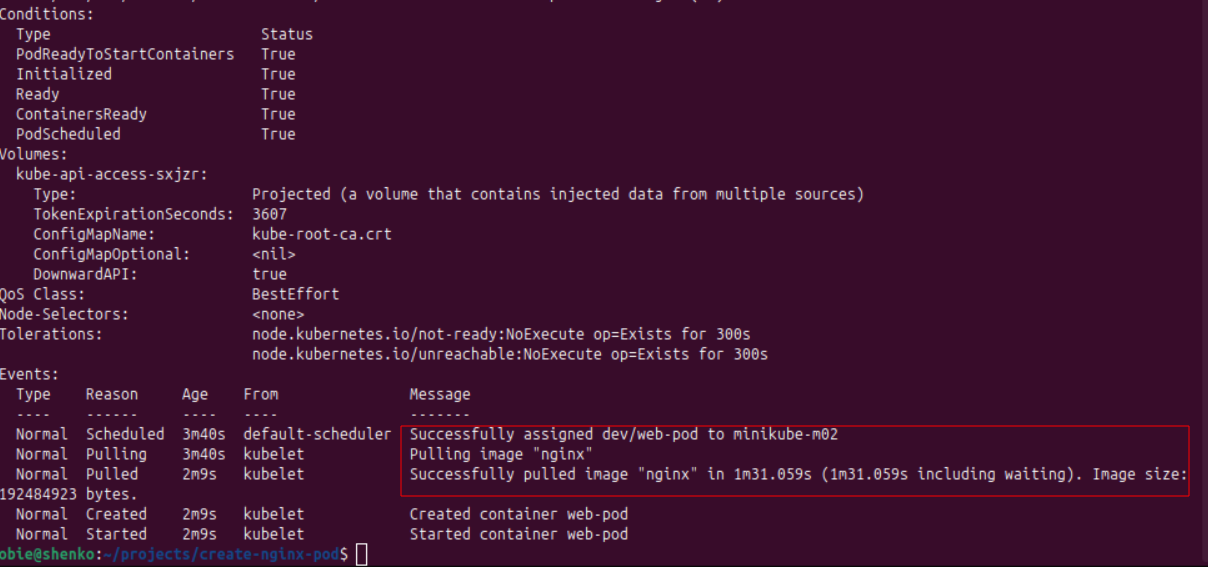 Conditions:
  Type                        Status
  PodReadyToStartContainers   True
  Initialized                 True
  Ready                       True
  ContainersReady             True
  PodScheduled                True
Volumes:
  kube-api-access-sxjzr:
    Type:                    Projected (a volume that contains injected data from multiple sources)
    TokenExpirationSeconds:  3607
    ConfigMapName:           kube-root-ca.crt
    ConfigMapOptional:       <nil>
    DownwardAPI:             true
QoS Class:                   BestEffort
Node-Selectors:              <none>
Tolerations:                 node.kubernetes.io/not-ready:NoExecute op=Exists for 300s
                             node.kubernetes.io/unreachable:NoExecute op=Exists for 300s
Events:
  Type    Reason     Age    From               Message
  ----    ------     ----   ----               -------
  Normal  Scheduled  3m40s  default-scheduler  Successfully assigned dev/web-pod to minikube-m02
  Normal  Pulling    3m40s  kubelet            Pulling image "nginx"
  Normal  Pulled     2m9s   kubelet            Successfully pulled image "nginx" in 1m31.059s (1m31.059s including waiting). Image size:
192484923 bytes.
  Normal  Created    2m9s   kubelet            Created container web-pod
  Normal  Started    2m9s   kubelet            Started container web-pod
obie@shenko:~/projects/create-nginx-pod$